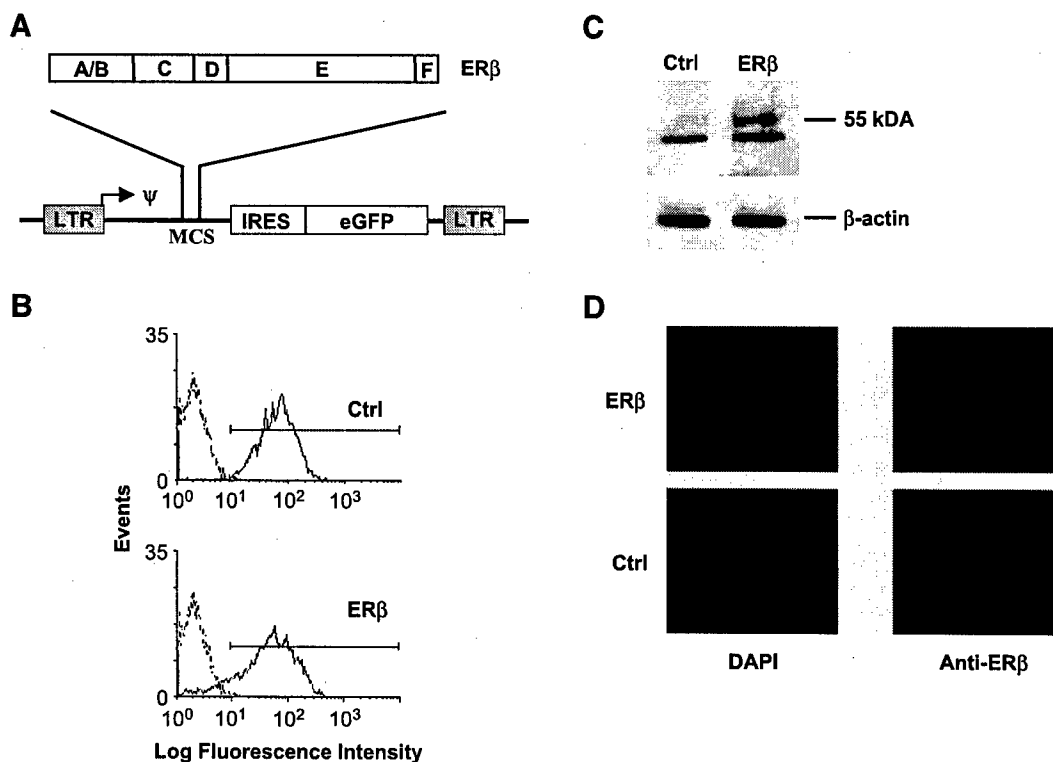 A
A/B C D E F ERβ
LTR ψ MCS IRES eGFP LTR
B
35
Ctrl
0
10⁰ 10¹ 10² 10³
Events
35
ERβ
0
10⁰ 10¹ 10² 10³
Log Fluorescence Intensity
C
Ctrl ERβ
55 kDA
β-actin
D
ERβ
Ctrl
DAPI Anti-ERβ